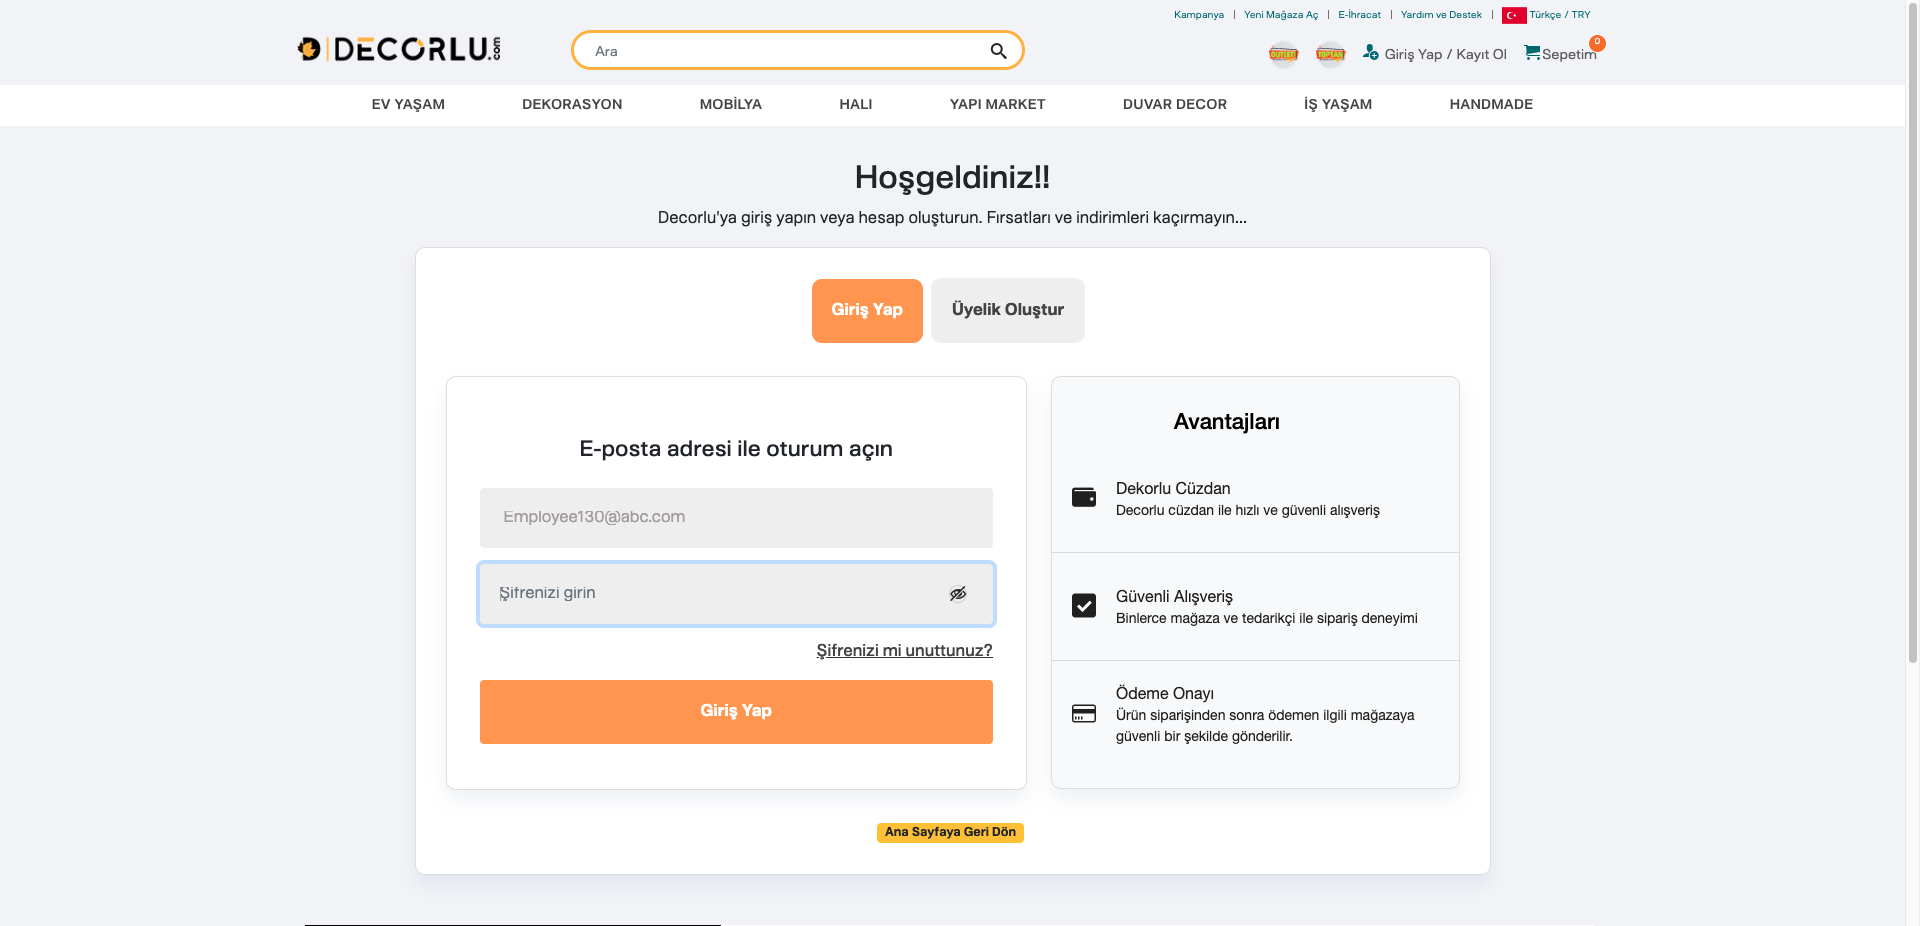 Kampanya | Yeni Mağaza Aç | E-İhracat | Yardım ve Destek | Türkçe / TRY
DECORLU.com
Ara
OUTLET
TOPTAN
Giriş Yap / Kayıt Ol
Sepetim
0
EV YAŞAM DEKORASYON MOBİLYA HALI YAPI MARKET DUVAR DECOR İŞ YAŞAM HANDMADE
Hoşgeldiniz!!
Decorlu'ya giriş yapın veya hesap oluşturun. Fırsatları ve indirimleri kaçırmayın...
Giriş Yap
Üyelik Oluştur
E-posta adresi ile oturum açın
Employee130@abc.com
Şifrenizi girin
Şifrenizi mi unuttunuz?
Giriş Yap
Avantajları
Dekorlu Cüzdan
Decorlu cüzdan ile hızlı ve güvenli alışveriş
Güvenli Alışveriş
Binlerce mağaza ve tedarikçi ile sipariş deneyimi
Ödeme Onayı
Ürün siparişinden sonra ödemen ilgili mağazaya
güvenli bir şekilde gönderilir.
Ana Sayfaya Geri Dön